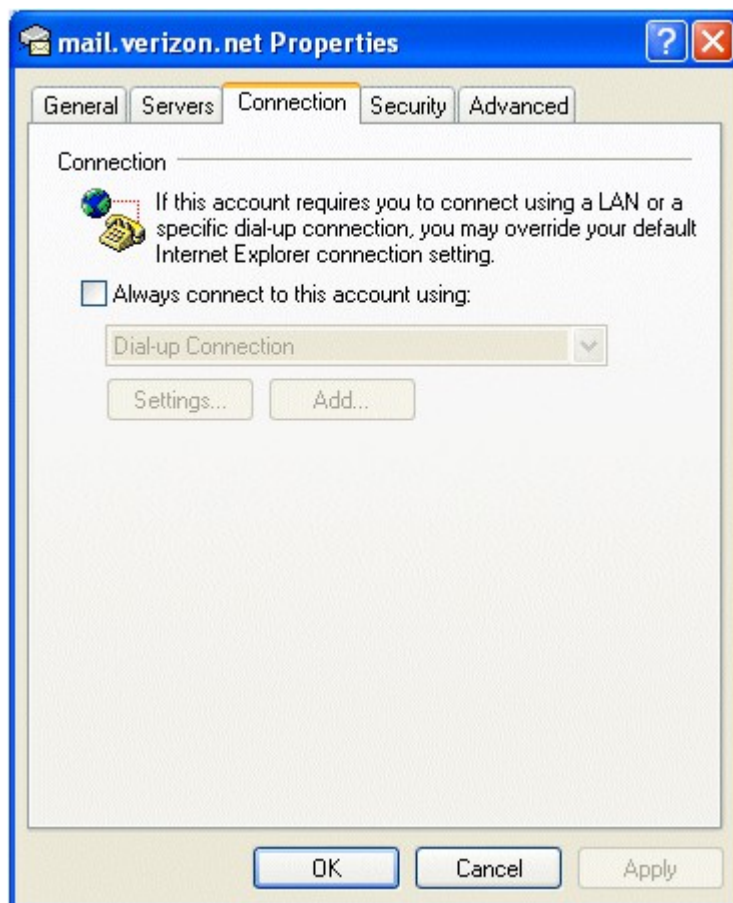 mail.verizon.net Properties
General Servers Connection Security Advanced
Connection
If this account requires you to connect using a LAN or a
specific dial-up connection, you may override your default
Internet Explorer connection setting.
Always connect to this account using:
Dial-up Connection
Settings... Add...
OK Cancel Apply